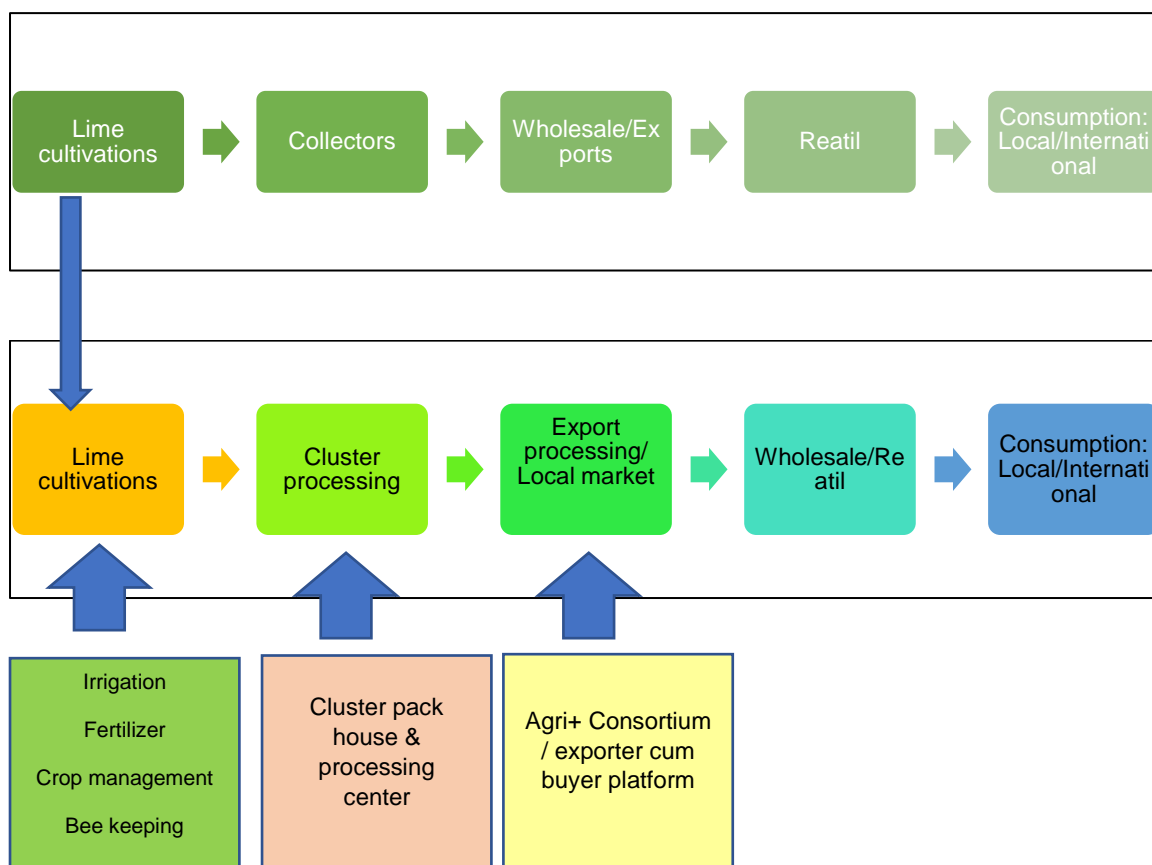 Lime
cultivations
Collectors
Wholesale/Ex
ports
Reatil
Consumption:
Local/Internati
onal
Lime
cultivations
Cluster
processing
Export
processing/
Local market
Wholesale/Re
atil
Consumption:
Local/Internati
onal
Irrigation
Fertilizer
Crop management
Bee keeping
Cluster pack
house &
processing
center
Agri+ Consortium
/ exporter cum
buyer platform